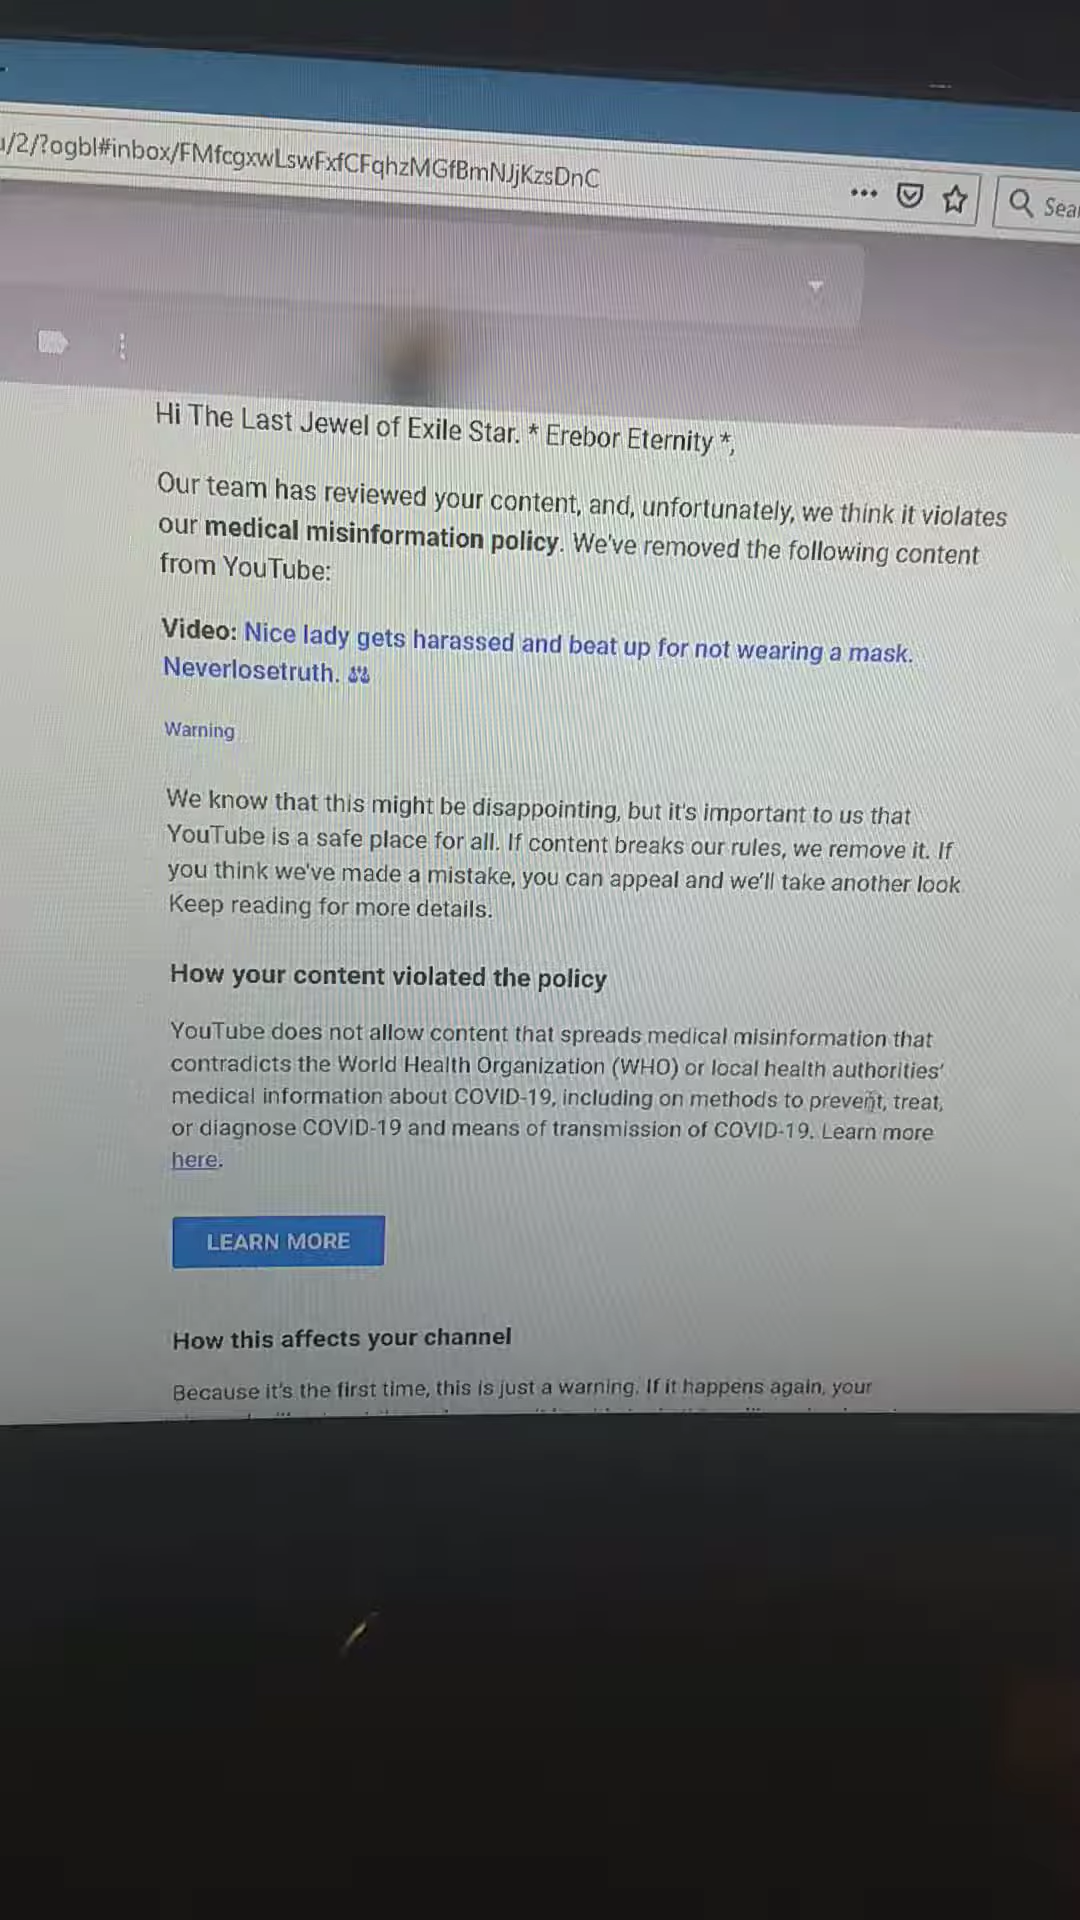 u/2/?ogbl#inbox/FMfcgxwLswFxfCFqhzMGfBmNJjKzsDnC
Sear
Hi The Last Jewel of Exile Star. * Erebor Eternity *,
Our team has reviewed your content, and, unfortunately, we think it violates
our medical misinformation policy. We've removed the following content
from YouTube:
Video: Nice lady gets harassed and beat up for not wearing a mask.
Neverlosetruth.
Warning
We know that this might be disappointing, but it's important to us that
YouTube is a safe place for all. If content breaks our rules, we remove it. If
you think we've made a mistake, you can appeal and we'll take another look
Keep reading for more details.
How your content violated the policy
YouTube does not allow content that spreads medical misinformation that
contradicts the World Health Organization (WHO) or local health authorities'
medical information about COVID-19, including on methods to prevent, treat,
or diagnose COVID-19 and means of transmission of COVID-19. Learn more
here.
LEARN MORE
How this affects your channel
Because it's the first time, this is just a warning. If it happens again, your